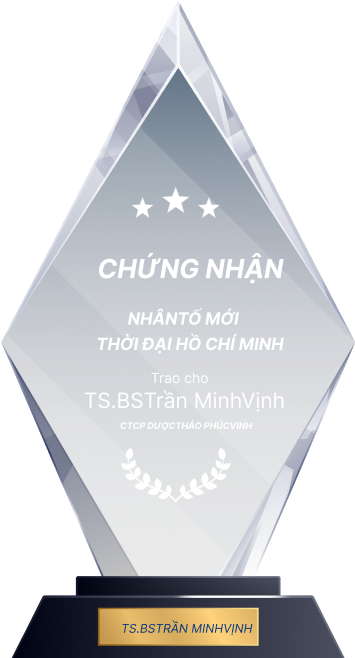 CHỨNG NHẬN
NHÂNTỐ MỚI
THỜI ĐẠI HỒ CHÍ MINH
Trao cho
TS.BSTrần MinhVịnh
CTCP DƯỢCTHẢO PHÚCVINH
TS.BSTRẦN MINHVỊNH